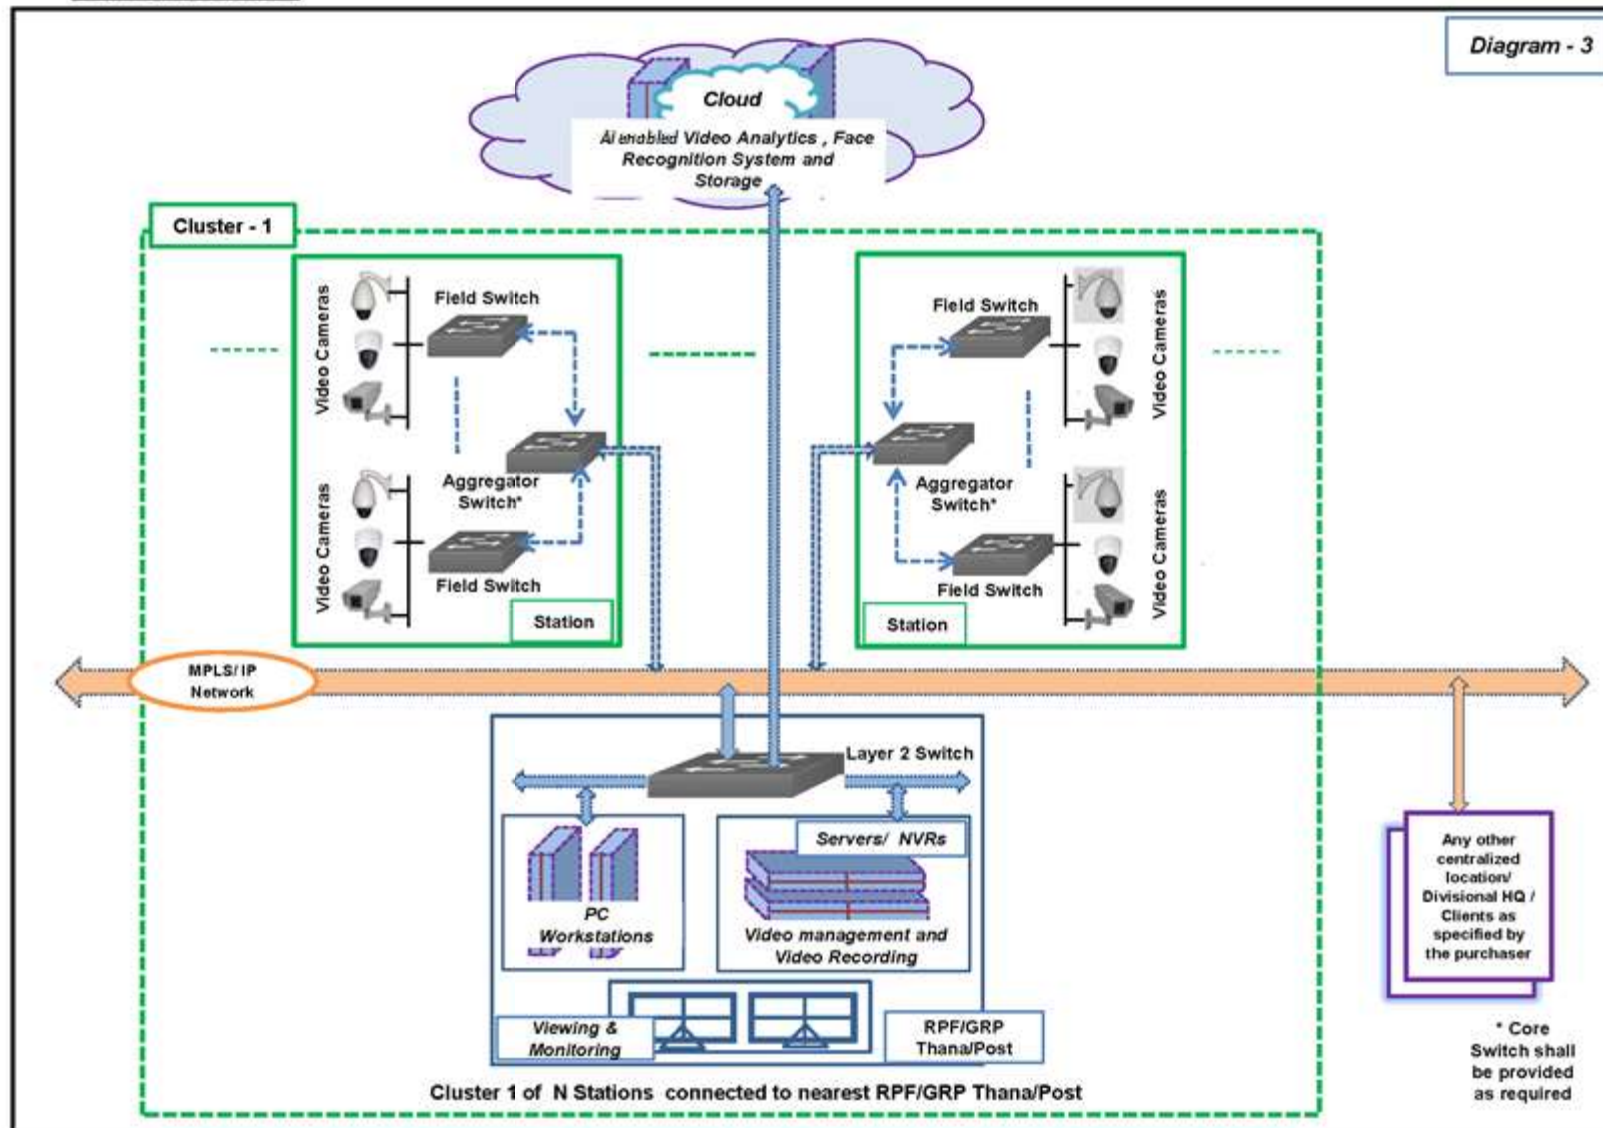 Diagram - 3
Cloud
AI enabled Video Analytics , Face
Recognition System and
Storage
Cluster - 1
Video Cameras
Field Switch
Aggregator
Switch*
Video Cameras
Field Switch
Station
Field Switch
Video Cameras
Aggregator
Switch*
Field Switch
Video Cameras
Station
MPLS/ IP
Network
Layer 2 Switch
PC
Workstations
Servers/ NVRs
Video management and
Video Recording
Viewing &
Monitoring
RPF/GRP
Thana/Post
Cluster 1 of N Stations connected to nearest RPF/GRP Thana/Post
Any other
centralized
location/
Divisional HQ /
Clients as
specified by
the purchaser
* Core
Switch shall
be provided
as required